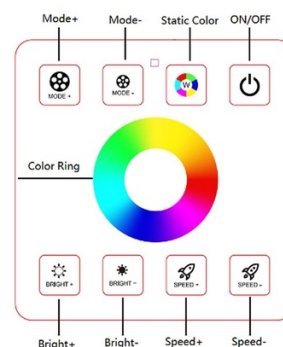 Mode+ Mode- Static Color ON/OFF
MODE + MODE + W
Color Ring
BRIGHT + BRIGHT − SPEED + SPEED -
Bright+ Bright- Speed+ Speed-